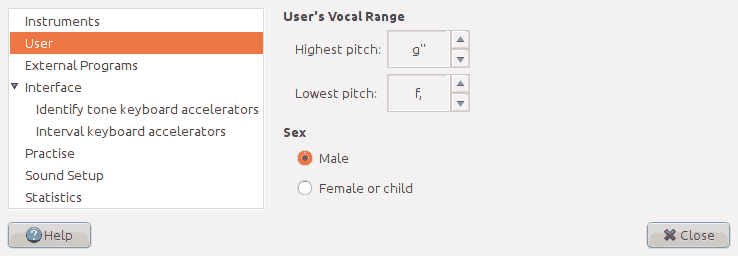 Instruments
User
External Programs
Interface
Identify tone keyboard accelerators
Interval keyboard accelerators
Practise
Sound Setup
Statistics
User's Vocal Range
Highest pitch: g''
Lowest pitch: f,
Sex
Male
Female or child
Help
Close